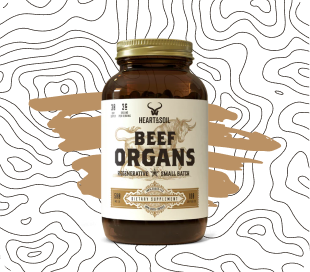 HEART&SOIL
BEEF
ORGANS
REGENERATIVE SMALL BATCH
DIETARY SUPPLEMENT